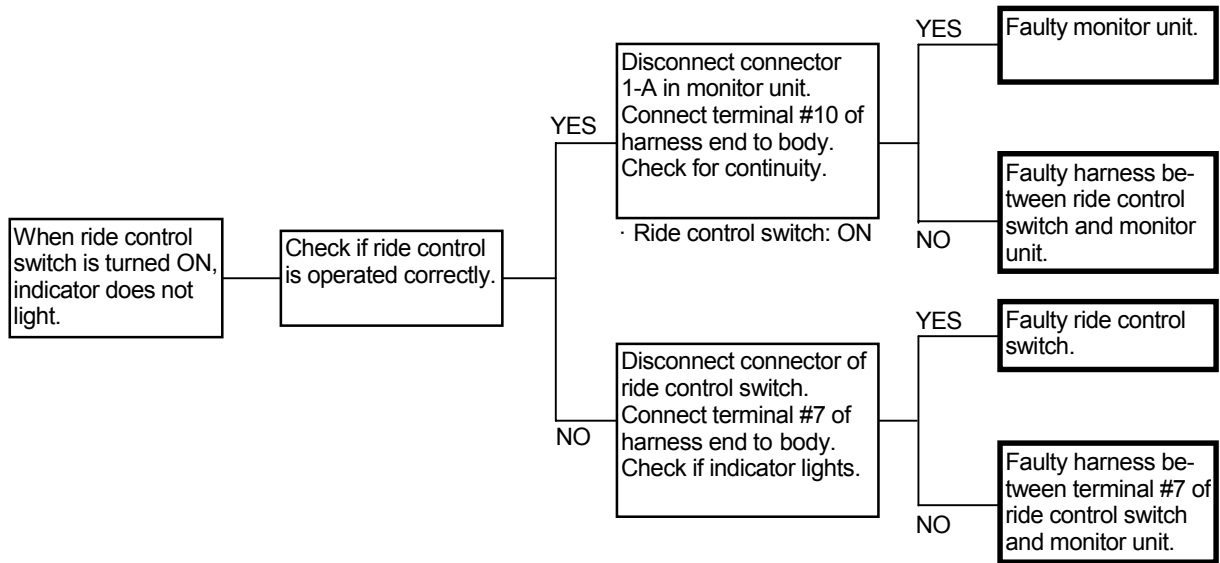 When ride control
switch is turned ON,
indicator does not
light.
Check if ride control
is operated correctly.
YES
Disconnect connector
1-A in monitor unit.
Connect terminal #10 of
harness end to body.
Check for continuity.
· Ride control switch: ON
YES
Faulty monitor unit.
NO
Faulty harness be-
tween ride control
switch and monitor
unit.
NO
Disconnect connector of
ride control switch.
Connect terminal #7 of
harness end to body.
Check if indicator lights.
YES
Faulty ride control
switch.
NO
Faulty harness be-
tween terminal #7 of
ride control switch
and monitor unit.